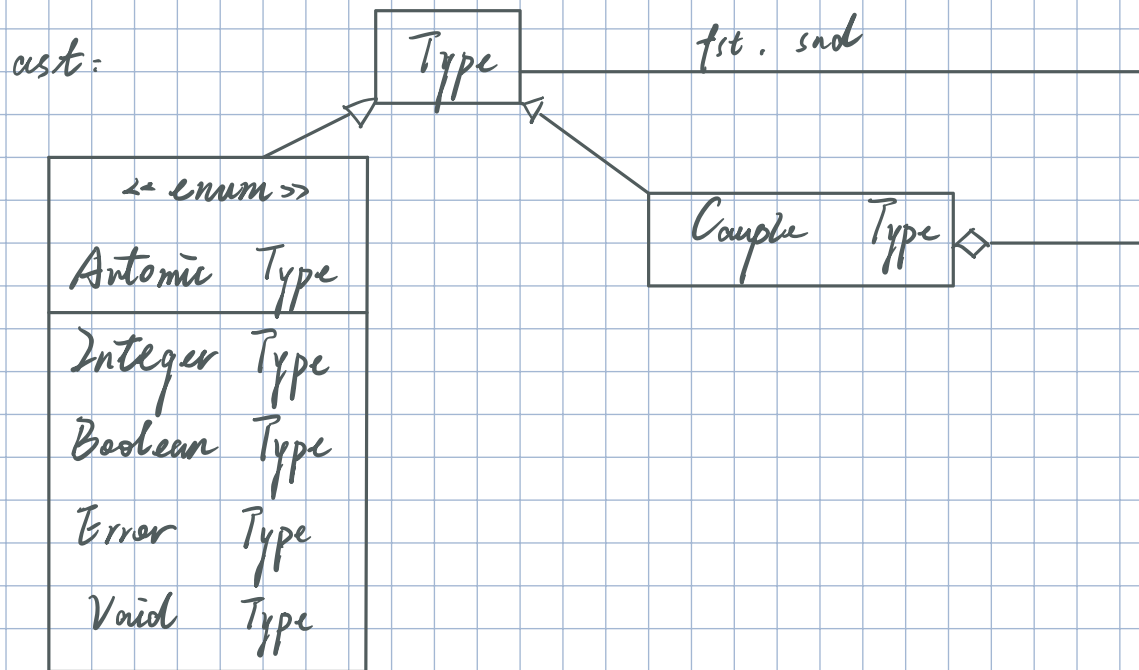 ast:
Type
fst. snd
<< enum >>
Antomic Type
Integer Type
Boolean Type
Error Type
Void Type
Couple Type